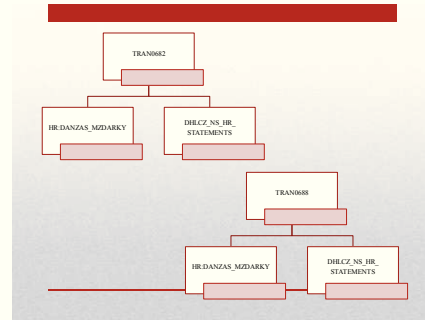 TRAN0682
HR:DANZAS_MZDARKY
DHLCZ_NS_HR_
STATEMENTS
TRAN0688
HR:DANZAS_MZDARKY
DHLCZ_NS_HR_
STATEMENTS